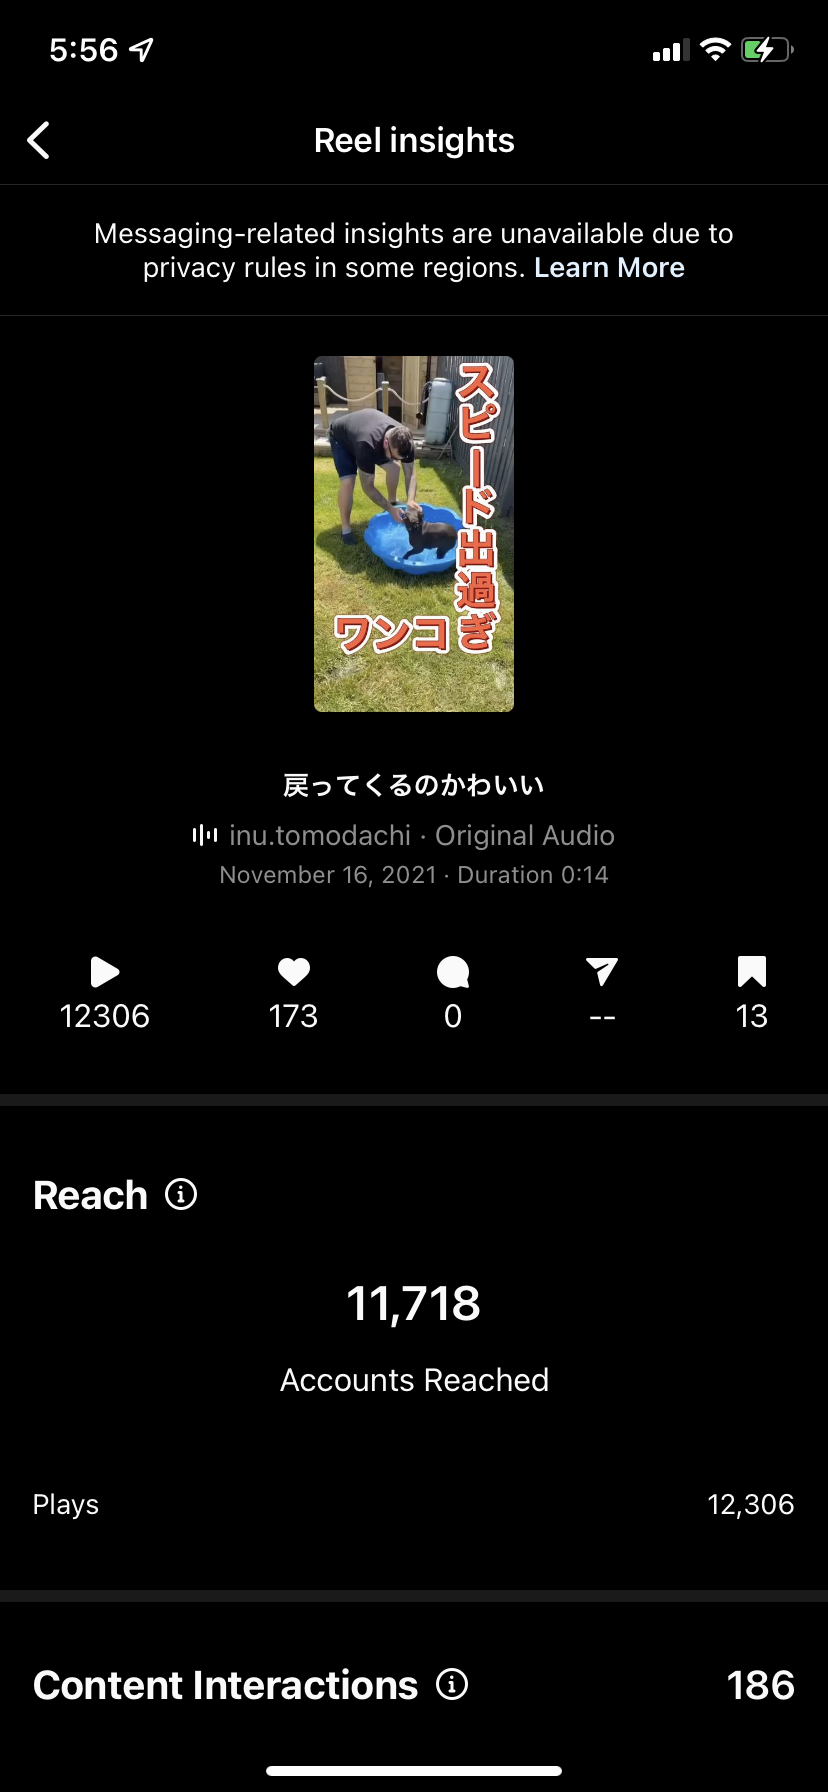 5:56
Reel insights
Messaging-related insights are unavailable due to
privacy rules in some regions. Learn More
スピード出過ぎ
ワンコ
戻ってくるのかわいい
inu.tomodachi · Original Audio
November 16, 2021 · Duration 0:14
12306 173 0 -- 13
Reach
11,718
Accounts Reached
Plays 12,306
Content Interactions 186